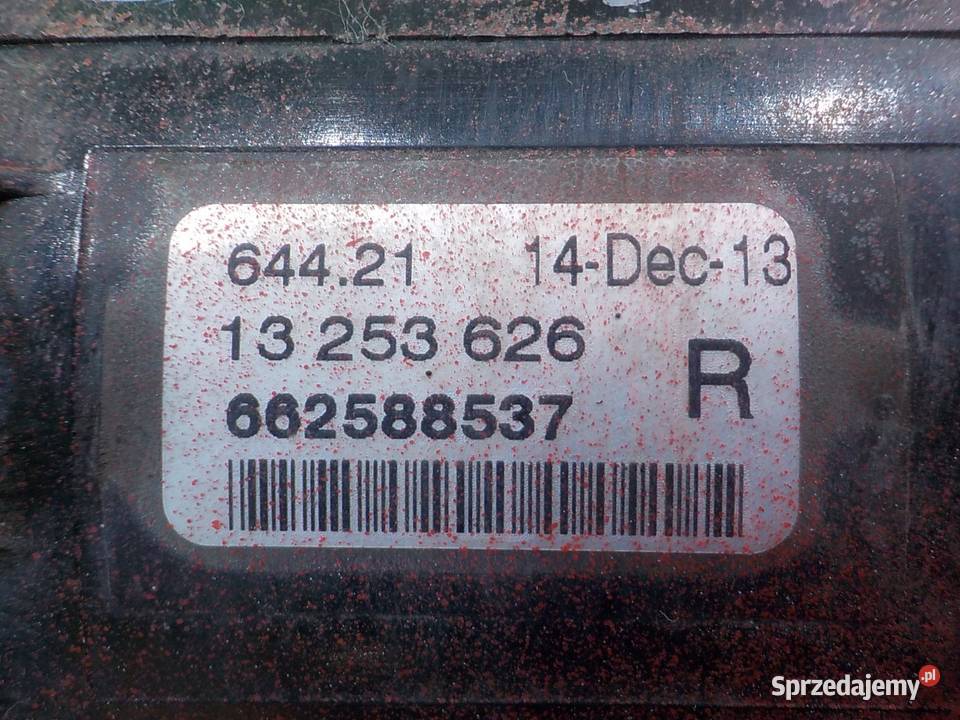 644.21 14-Dec-13
13 253 626
R
662588537
Sprzedajemy.pl